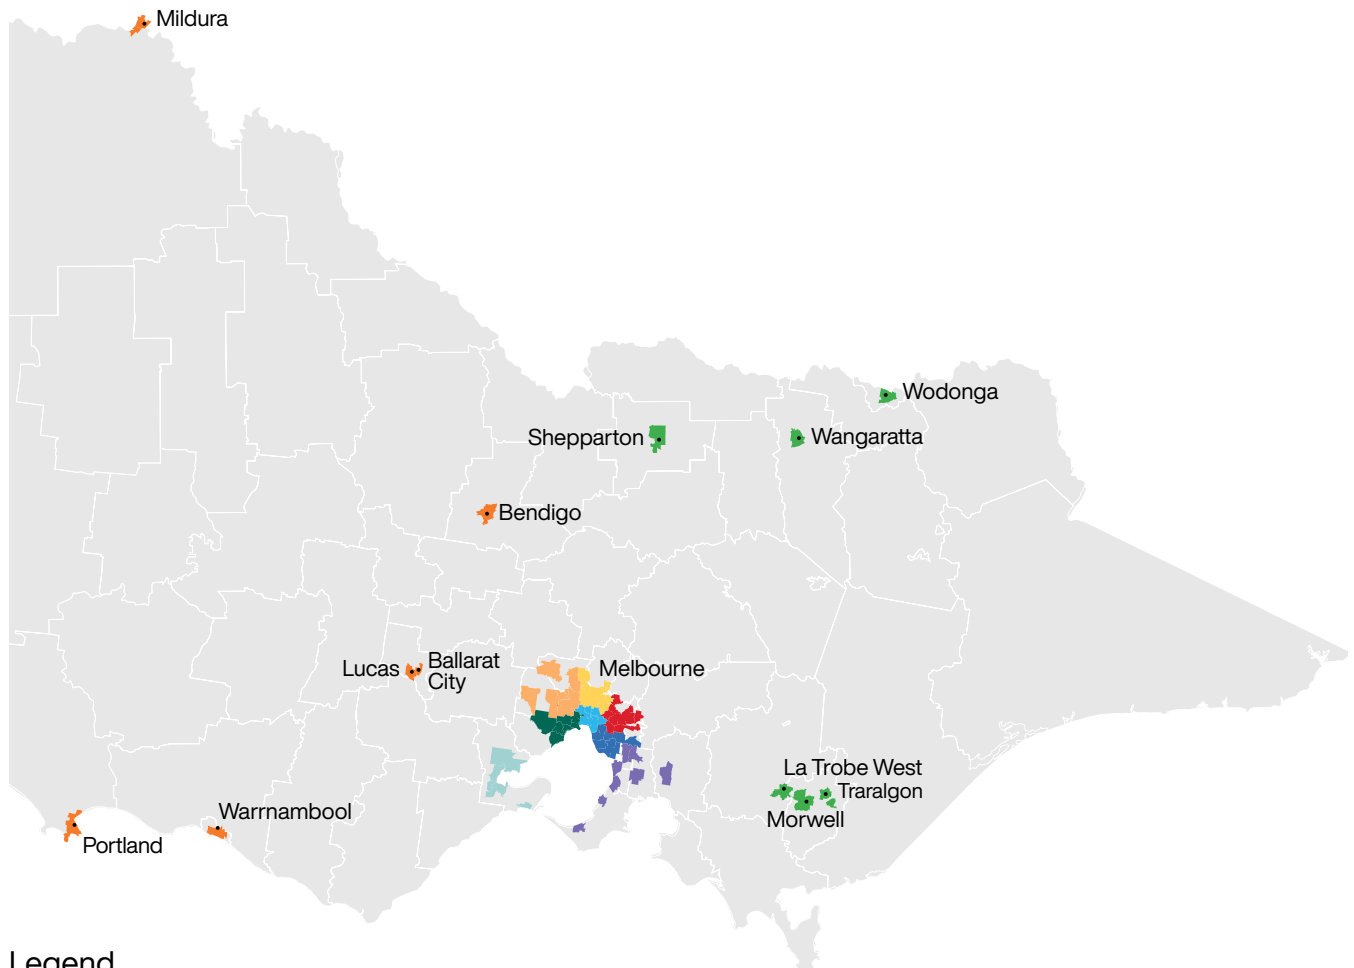 Mildura
Wodonga
Shepparton
Wangaratta
Bendigo
Lucas
Ballarat
City
Melbourne
La Trobe West
Traralgon
Morwell
Warrnambool
Portland
Legend